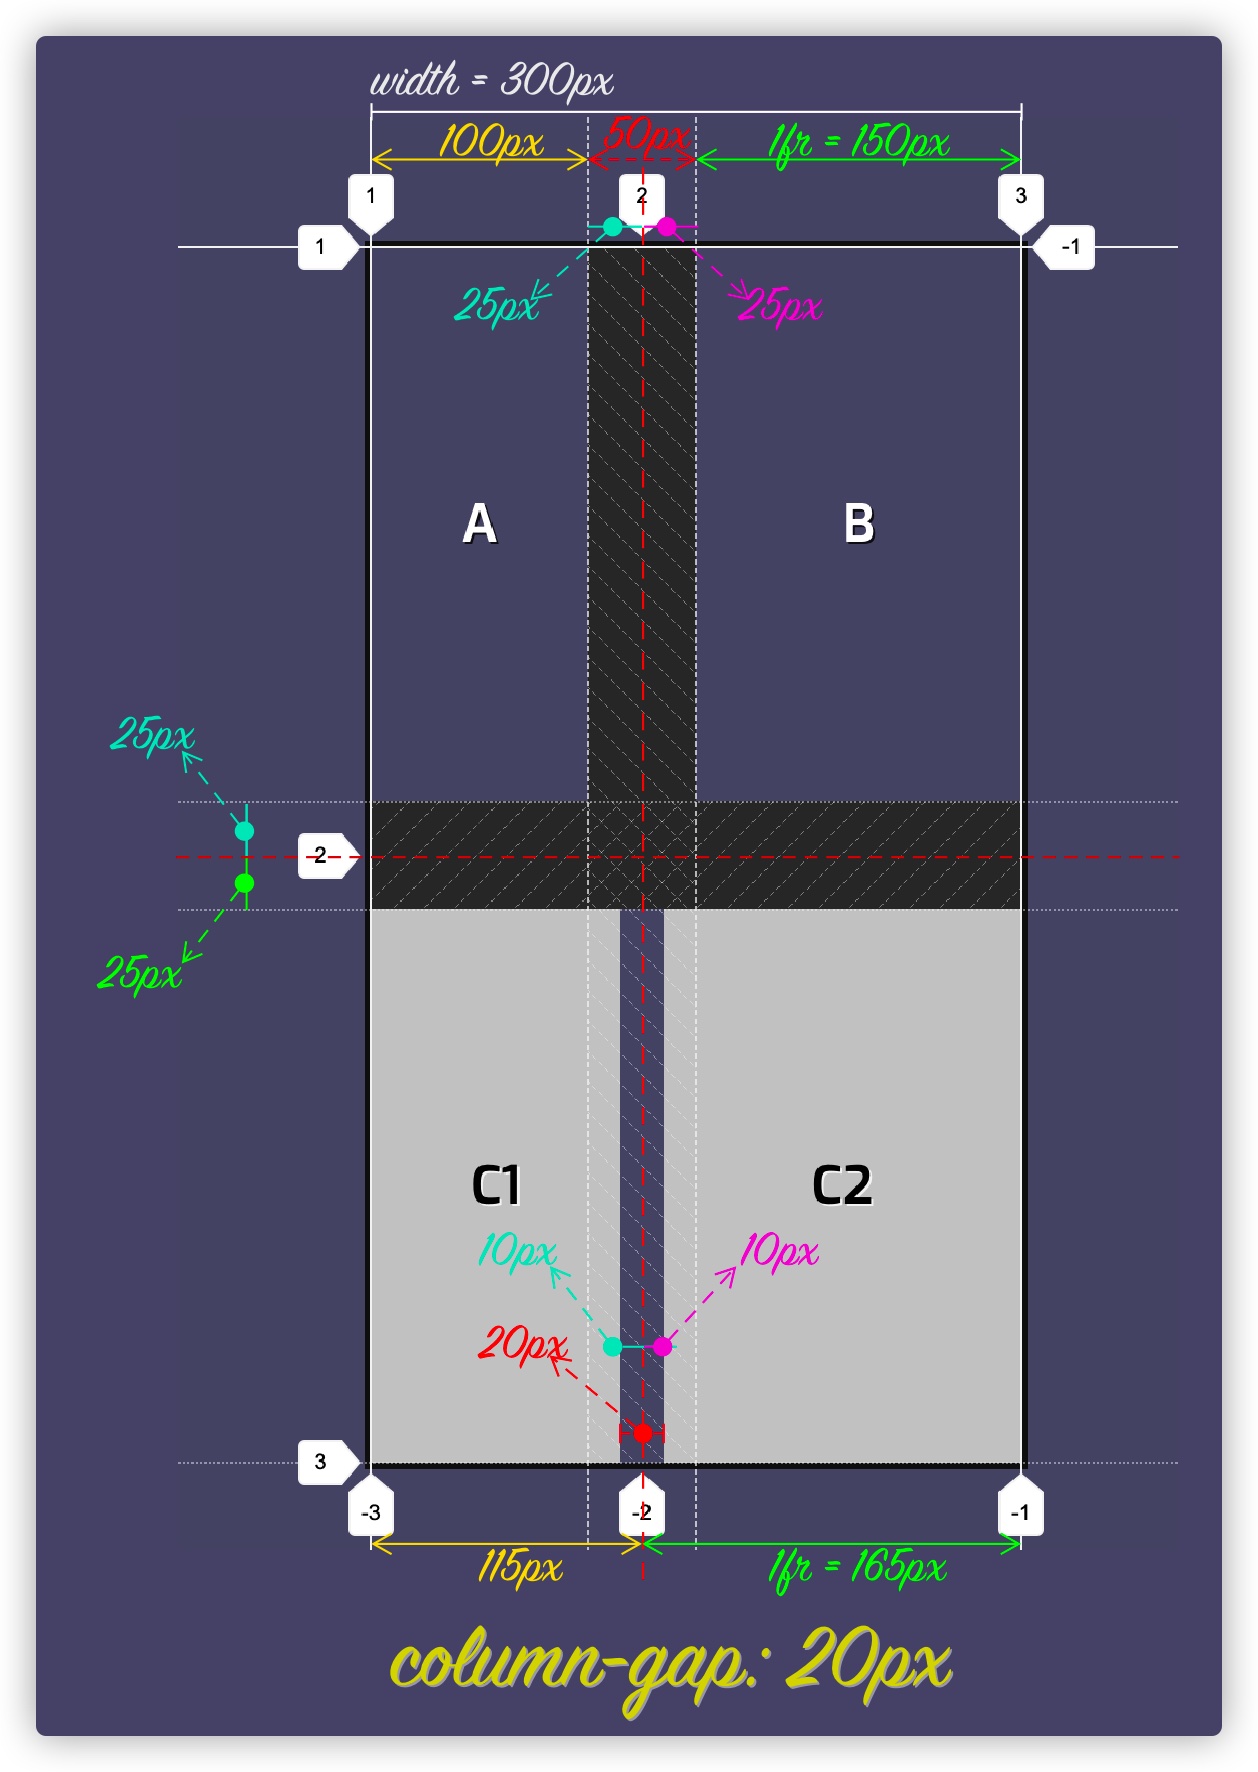 width = 300px
100px
50px
1fr = 150px
1
2
3
1
-1
25px
25px
A
B
25px
2
25px
C1
C2
10px
10px
20px
3
-3
-2
-1
115px
1fr = 165px
column-gap: 20px